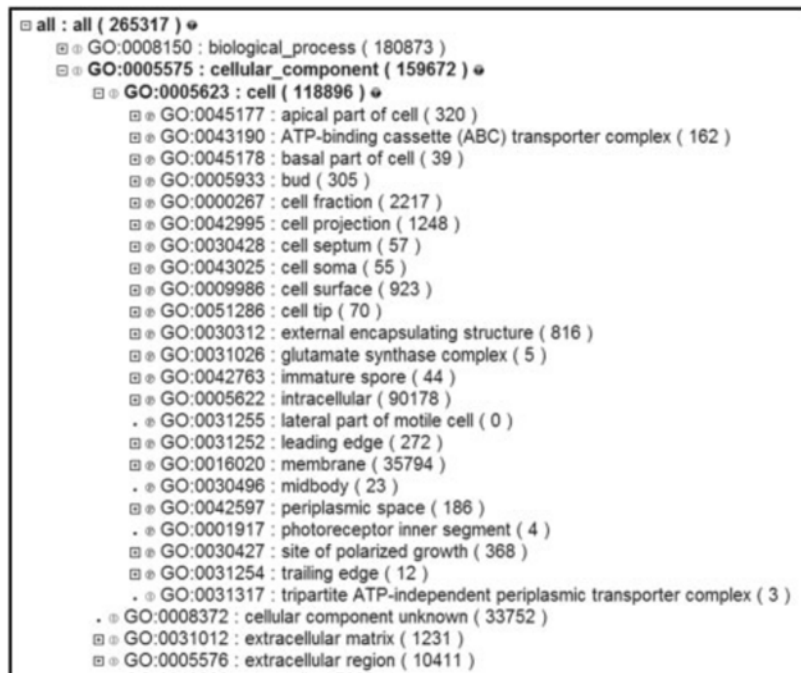 all : all ( 265317 )
GO:0008150 : biological_process ( 180873 )
GO:0005575 : cellular_component ( 159672 )
GO:0005623 : cell ( 118896 )
GO:0045177 : apical part of cell ( 320 )
GO:0043190 : ATP-binding cassette (ABC) transporter complex ( 162 )
GO:0045178 : basal part of cell ( 39 )
GO:0005933 : bud ( 305 )
GO:0000267 : cell fraction ( 2217 )
GO:0042995 : cell projection ( 1248 )
GO:0030428 : cell septum ( 57 )
GO:0043025 : cell soma ( 55 )
GO:0009986 : cell surface ( 923 )
GO:0051286 : cell tip ( 70 )
GO:0030312 : external encapsulating structure ( 816 )
GO:0031026 : glutamate synthase complex ( 5 )
GO:0042763 : immature spore ( 44 )
GO:0005622 : intracellular ( 90178 )
GO:0031255 : lateral part of motile cell ( 0 )
GO:0031252 : leading edge ( 272 )
GO:0016020 : membrane ( 35794 )
GO:0030496 : midbody ( 23 )
GO:0042597 : periplasmic space ( 186 )
GO:0001917 : photoreceptor inner segment ( 4 )
GO:0030427 : site of polarized growth ( 368 )
GO:0031254 : trailing edge ( 12 )
GO:0031317 : tripartite ATP-independent periplasmic transporter complex ( 3 )
GO:0008372 : cellular component unknown ( 33752 )
GO:0031012 : extracellular matrix ( 1231 )
GO:0005576 : extracellular region ( 10411 )